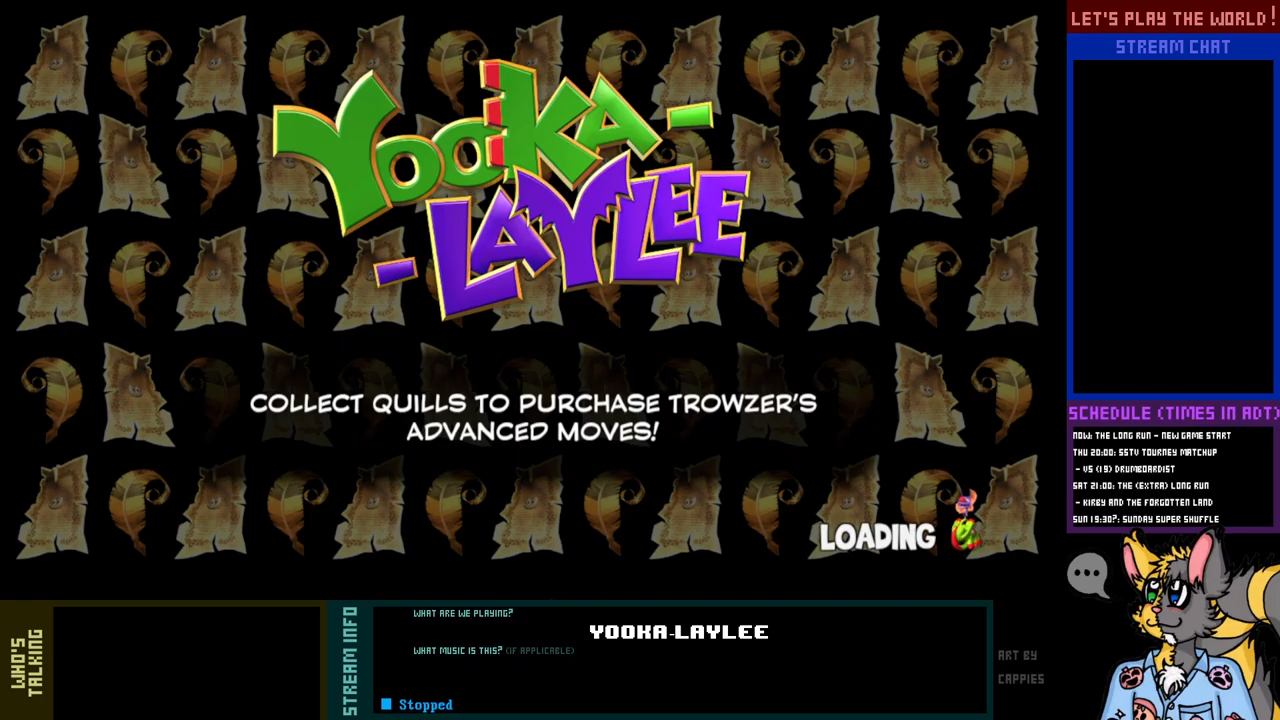 YOOKA-
-LAYLEE
COLLECT QUILLS TO PURCHASE TROWZER'S
ADVANCED MOVES!
LOADING
LET'S PLAY THE WORLD!
STREAM CHAT
SCHEDULE (TIMES IN ADT)
NOW: THE LONG RUN - NEW GAME START
THU 20:00: SSTV TOURNEY MATCHUP
- VS (19) DRUMBOARDIST
SAT 21:00: THE (EXTRA) LONG RUN
- KIRBY AND THE FORGOTTEN LAND
SUN 19:30?: SUNDAY SUPER SHUFFLE
WHO'S
TALKING
STREAM INFO
WHAT ARE WE PLAYING?
YOOKA-LAYLEE
WHAT MUSIC IS THIS? (IF APPLICABLE)
Stopped
ART BY
CAPPIES